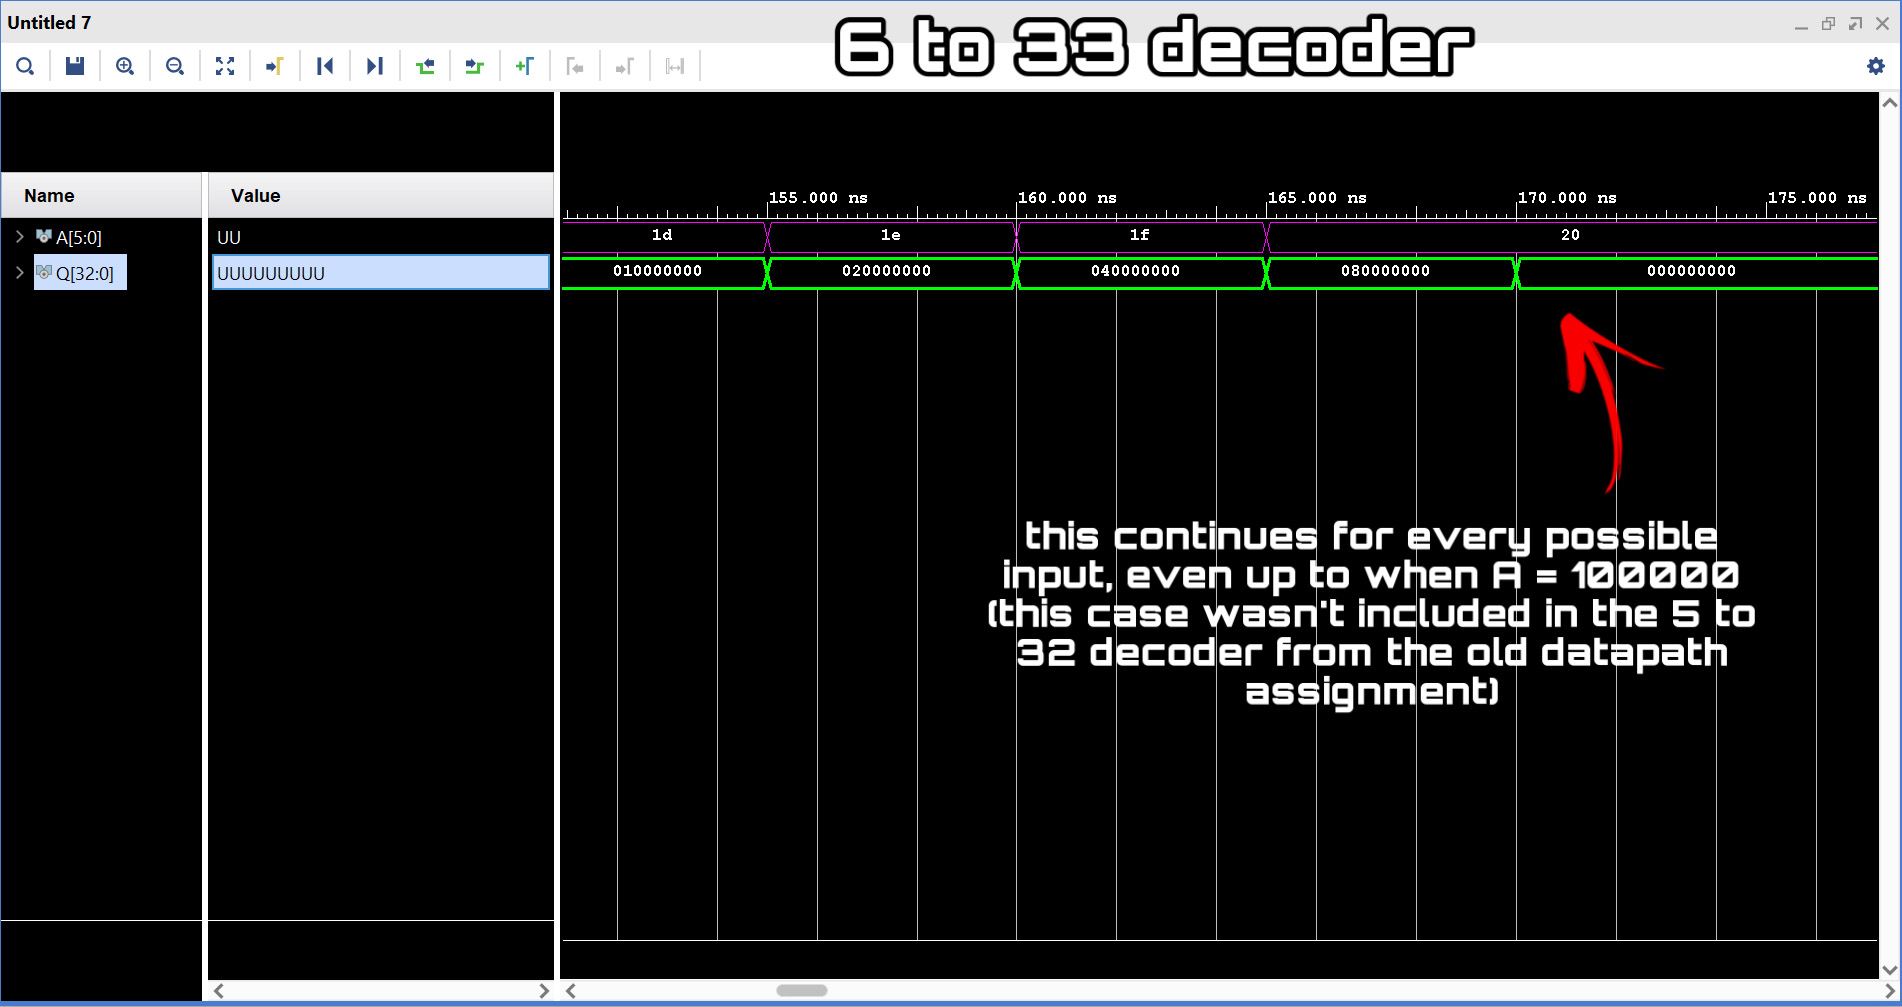 Untitled 7
6 to 33 decoder
Name
Value
155.000 ns
160.000 ns
165.000 ns
170.000 ns
175.000 ns
A[5:0]
UU
1d
1e
1f
20
Q[32:0]
UUUUUUUUU
010000000
020000000
040000000
080000000
000000000
this continues for every possible
input, even up to when A = 100000
(this case wasn't included in the 5 to
32 decoder from the old datapath
assignment)